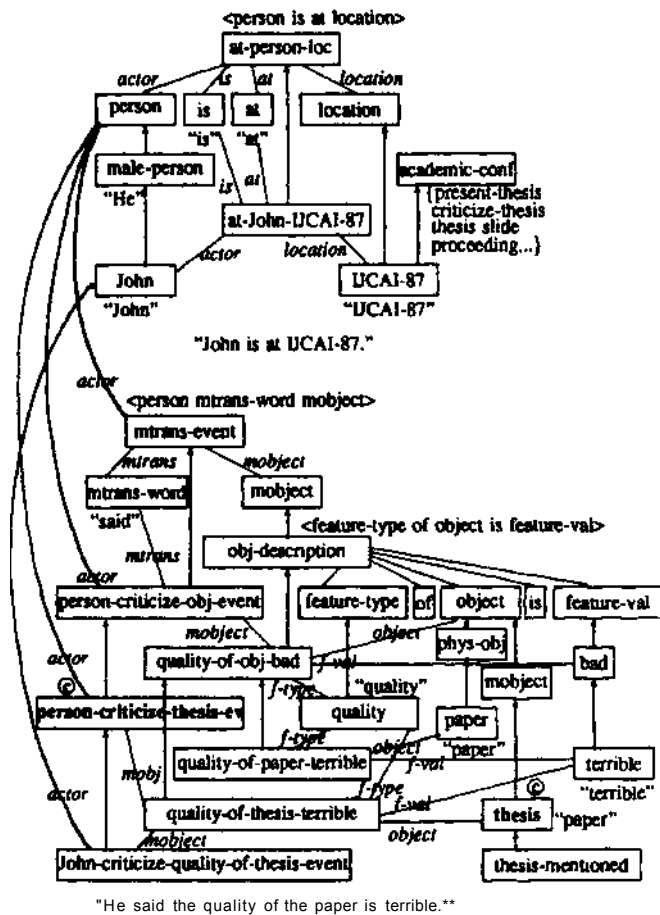 <person is at location>
at-person-loc
actor is at location
person is at location
"is" "at"
male-person
"He"
academic-conf
{present-thesis
criticize-thesis
thesis slide
proceeding...}
is at
at-John-IJCAI-87
actor location
John
"John"
IJCAI-87
"IJCAI-87"
"John is at IJCAI-87."
actor
<person mtrans-word mobject>
mtrans-event
mtrans mobject
mtrans-word mobject
"said"
<feature-type of object is feature-val>
obj-description
mtrans
actor
person-criticize-obj-event feature-type of object is feature-val
mobject object
phys-obj
actor quality-of-obj-bad f-val bad
mobject
f-type "quality"
© person-criticize-thesis-ev quality paper
f-type "paper"
object
mobj quality-of-paper-terrible f-val terrible
f-type "terrible"
f-val
actor quality-of-thesis-terrible thesis © "paper"
mobject object
John-criticize-quality-of-thesis-event thesis-mentioned
"He said the quality of the paper is terrible.**